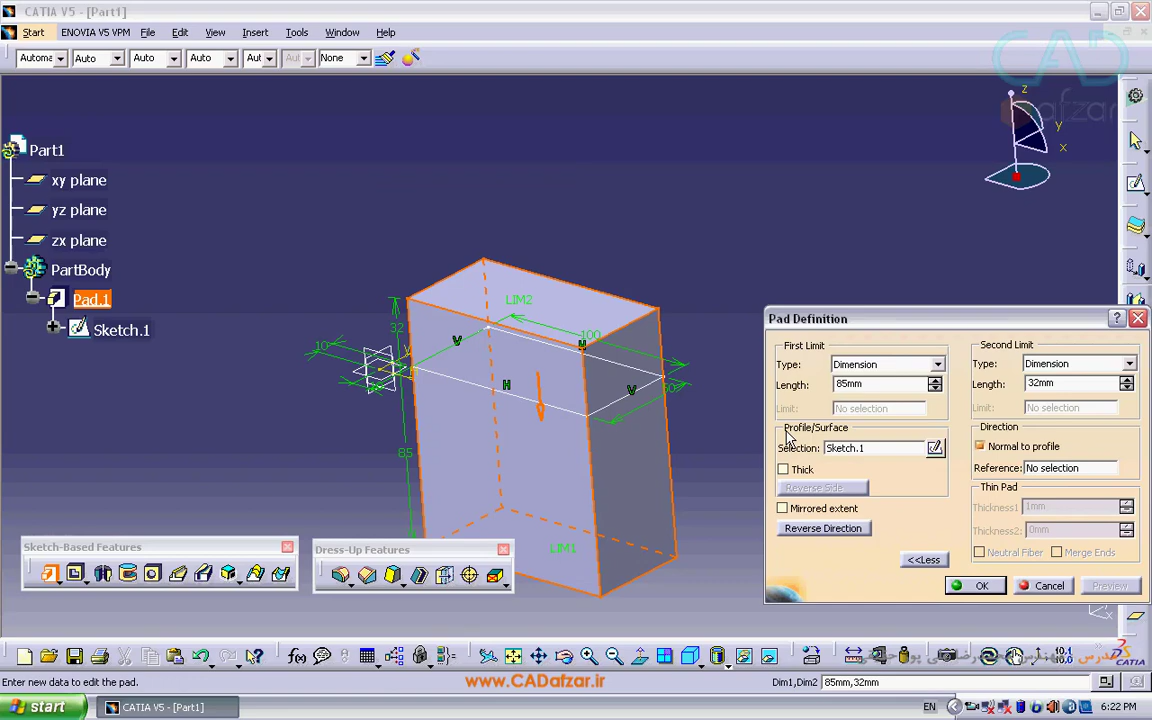 CATIA V5 - [Part1]
Start ENOVIA V5 VPM File Edit View Insert Tools Window Help
Automa Auto Auto Auto Aut Aut None
CAD
afzar
z
y
x
Part1
xy plane
yz plane
zx plane
PartBody
Pad.1
Sketch.1
LIM2
100
32
10
V
H
H
V
50
85
LIM1
Pad Definition
First Limit
Type: Dimension
Length: 85mm
Limit: No selection
Profile/Surface
Selection: Sketch.1
Thick
Reverse Side
Mirrored extent
Reverse Direction
<<Less
Second Limit
Type: Dimension
Length: 32mm
Limit: No selection
Direction
Normal to profile
Reference: No selection
Thin Pad
Thickness1 1mm
Thickness2: 0mm
Neutral Fiber Merge Ends
OK Cancel Preview
Sketch-Based Features
Dress-Up Features
f(x)
مدرس
CATIA
Enter new data to edit the pad.
www.CADafzar.ir
Dim1,Dim2 85mm,32mm
start
CATIA V5 - [Part1]
EN
6:22 PM